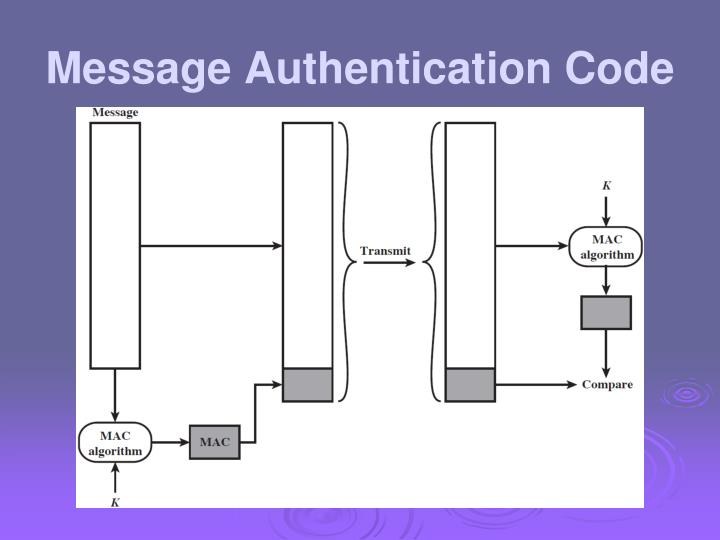 Message Authentication Code
Message
K
Transmit
MAC
algorithm
Compare
MAC
algorithm
MAC
K